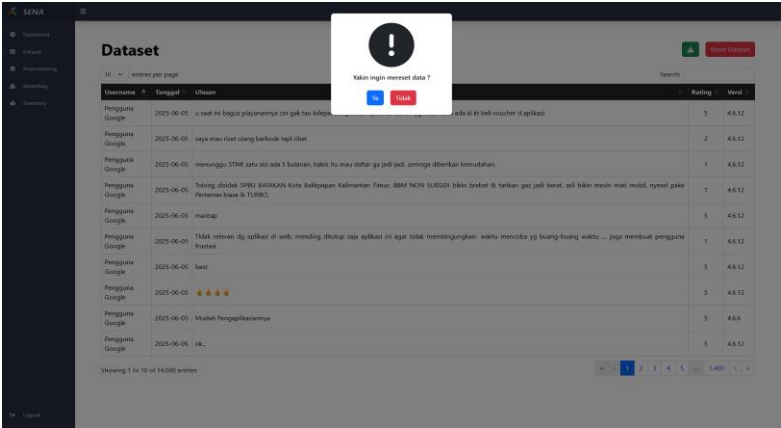 SENA
Dashboard
Dataset
Preprocessing
Modelling
Summary
Logout
Dataset
Reset Dataset
10 entries per page
Search:
Yakin ingin mereset data ?
Ya Tidak
Username Tanggal Ulasan Rating Versi
Pengguna Google 2025-06-05 u saat ini bagus playanannya cm gak tau kdepa ada ki kt beli voucher d aplikasi 5 4.6.12
Pengguna Google 2025-06-05 saya mau riset ulang barkode tapi ribet 2 4.6.12
Pengguna Google 2025-06-05 menunggu STNK satu sisi ada 5 bulanan, habis itu mau daftar ga jadi-jadi. semoga diberikan kemudahan. 1 4.6.12
Pengguna Google 2025-06-05 Tolong disidak SPBU BATAKAN Kota Balikpapan Kalimantan Timur, BBM NON SUBSIDI bikin brebet & tarikan gas jadi berat, asli bikin mesin mati mobil, nyesel pake
Pertamax biasa & TURBO, 1 4.6.12
Pengguna Google 2025-06-05 mantap 5 4.6.12
Pengguna Google 2025-06-05 Tidak relevan dg aplikasi di web. mending ditutup saja aplikasi ini agar tidak membingungkan- waktu mencoba yg buang-buang waktu ... juga membuat pengguna
frustasi. 1 4.6.12
Pengguna Google 2025-06-05 best 5 4.6.12
Pengguna Google 2025-06-05 👍👍👍👍 5 4.6.12
Pengguna Google 2025-06-05 Mudah Pengaplikasiannya 5 4.6.6
Pengguna Google 2025-06-05 ok.. 5 4.6.12
Showing 1 to 10 of 14,000 entries
« ‹ 1 2 3 4 5 ... 1,400 › »